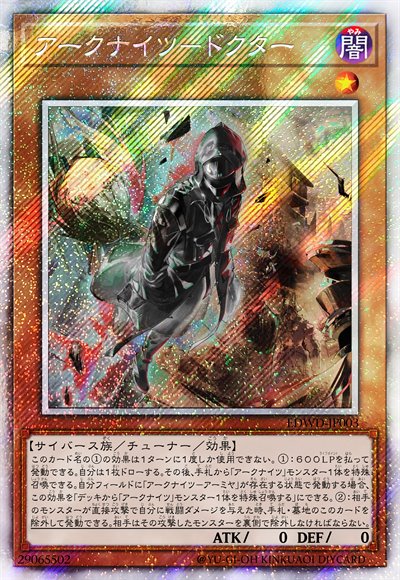 アークナイツードクター
闇
EDWD-JP003
【サイバース族／チューナー／効果】
このカード名の①の効果は1ターンに1度しか使用できない。①：600LPを払って
発動できる。自分は1枚ドローする。その後、手札から「アークナイツ」モンスター1体を特殊
召喚できる。自分フィールドに「アークナイツーアーミヤ」が存在する状態で発動する場合、
この効果を「デッキから「アークナイツ」モンスター1体を特殊召喚する」にできる。②：相手
のモンスターが直接攻撃で自分に戦闘ダメージを与えた時、手札・墓地のこのカードを
除外して発動できる。相手はその攻撃したモンスターを裏側で除外しなければならない。
ATK/ 0 DEF/ 0
29065502
©YU-GI-OH KINKUAOI DIYCARD